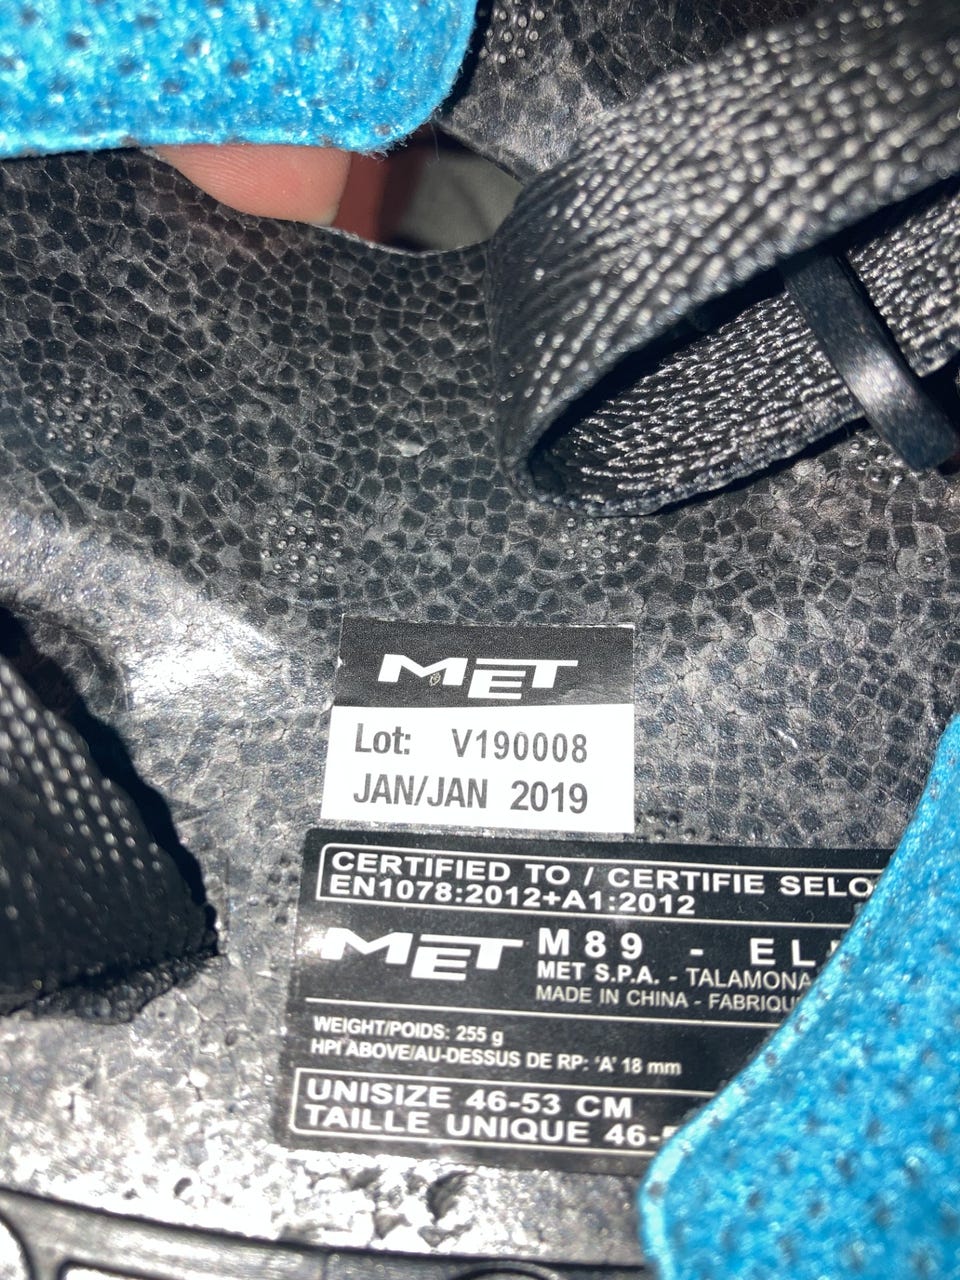 MET
Lot: V190008
JAN/JAN 2019
CERTIFIED TO / CERTIFIE SELO
EN1078:2012+A1:2012
MET M89 - EL
MET S.P.A. - TALAMONA
MADE IN CHINA - FABRIQU
WEIGHT/POIDS: 255 g
HPI ABOVE/AU-DESSUS DE RP: 'A' 18 mm
UNISIZE 46-53 CM
TAILLE UNIQUE 46-5